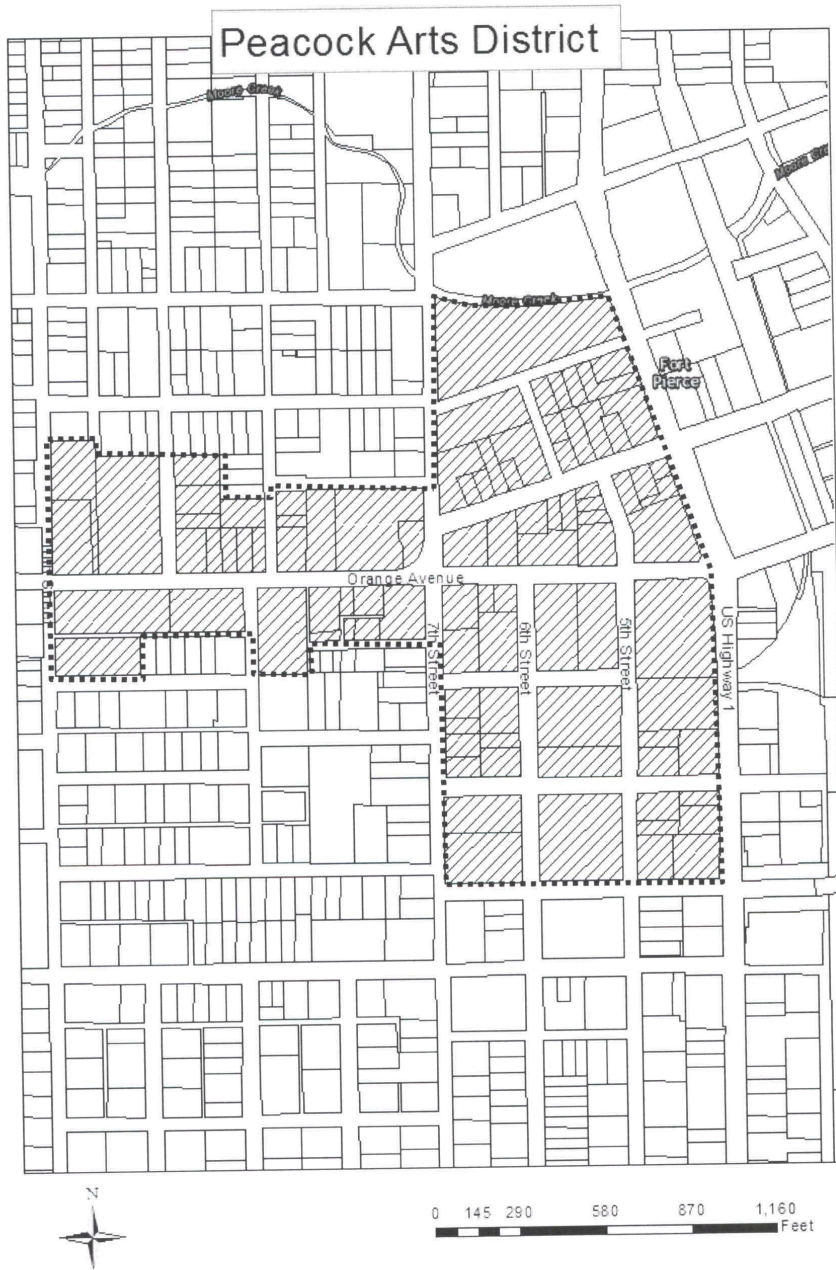 Peacock Arts District
Moore Creek
Moore Creek
Fort
Pierce
Orange Avenue
7th Street
6th Street
5th Street
US Highway 1
N
0 145 290 580 870 1,160
Feet